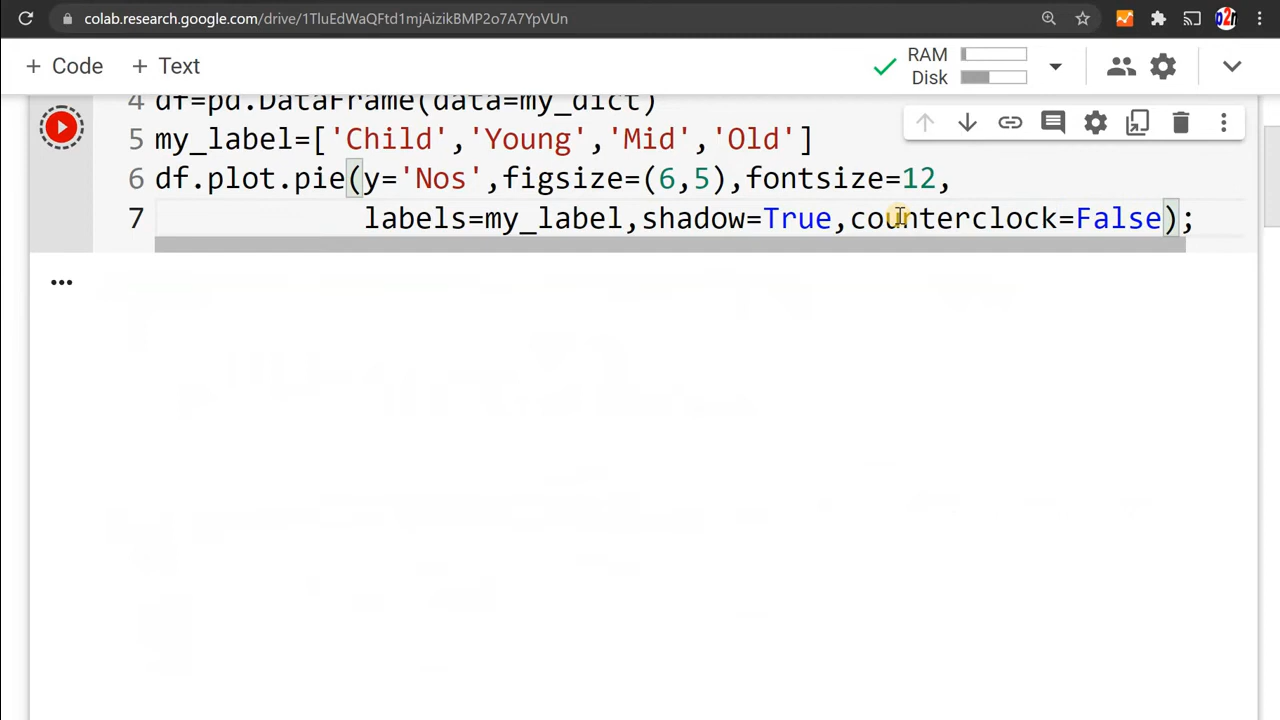 colab.research.google.com/drive/1TluEdWaQFtd1mjAizikBMP2o7A7YpVUn
+ Code + Text
RAM
Disk
4 df=pd.DataFrame(data=my_dict)
5 my_label=['Child','Young','Mid','Old']
6 df.plot.pie(y='Nos',figsize=(6,5),fontsize=12,
7 labels=my_label,shadow=True,counterclock=False);
...